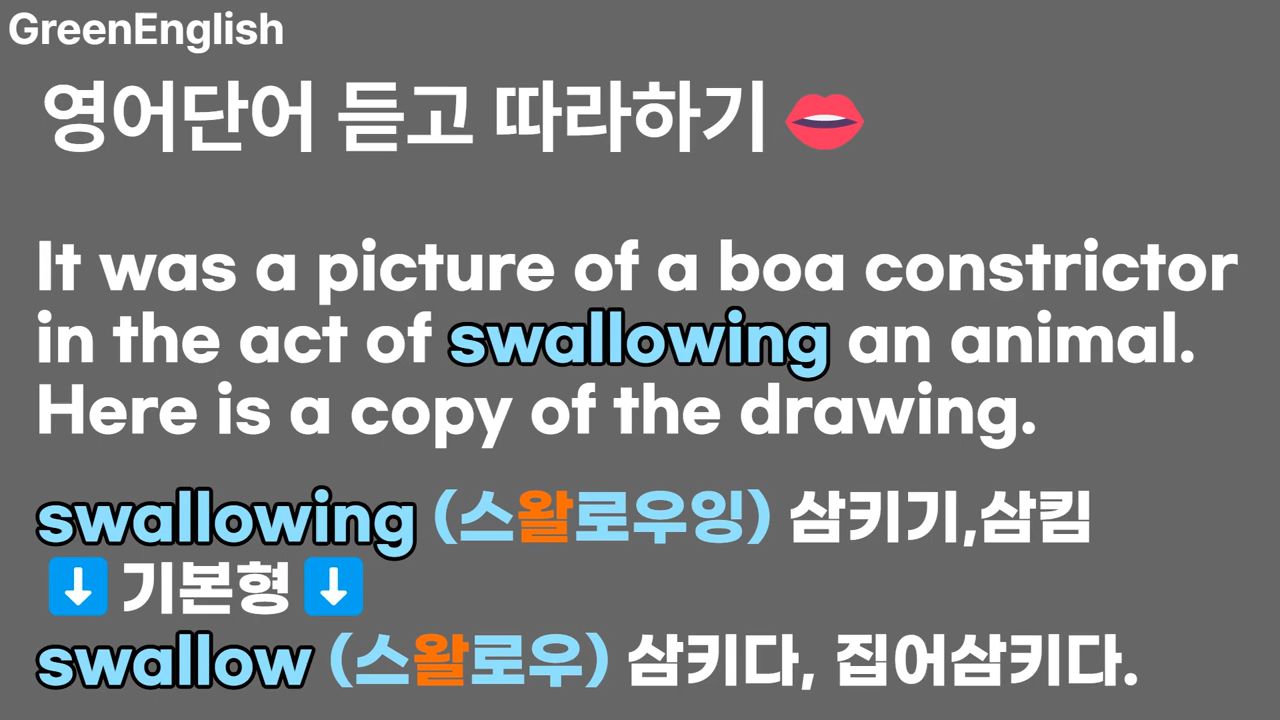 GreenEnglish
영어단어 듣고 따라하기 👄
It was a picture of a boa constrictor
in the act of swallowing an animal.
Here is a copy of the drawing.
swallowing (스왈로우잉) 삼키기,삼킴
⬇️ 기본형 ⬇️
swallow (스왈로우) 삼키다, 집어삼키다.